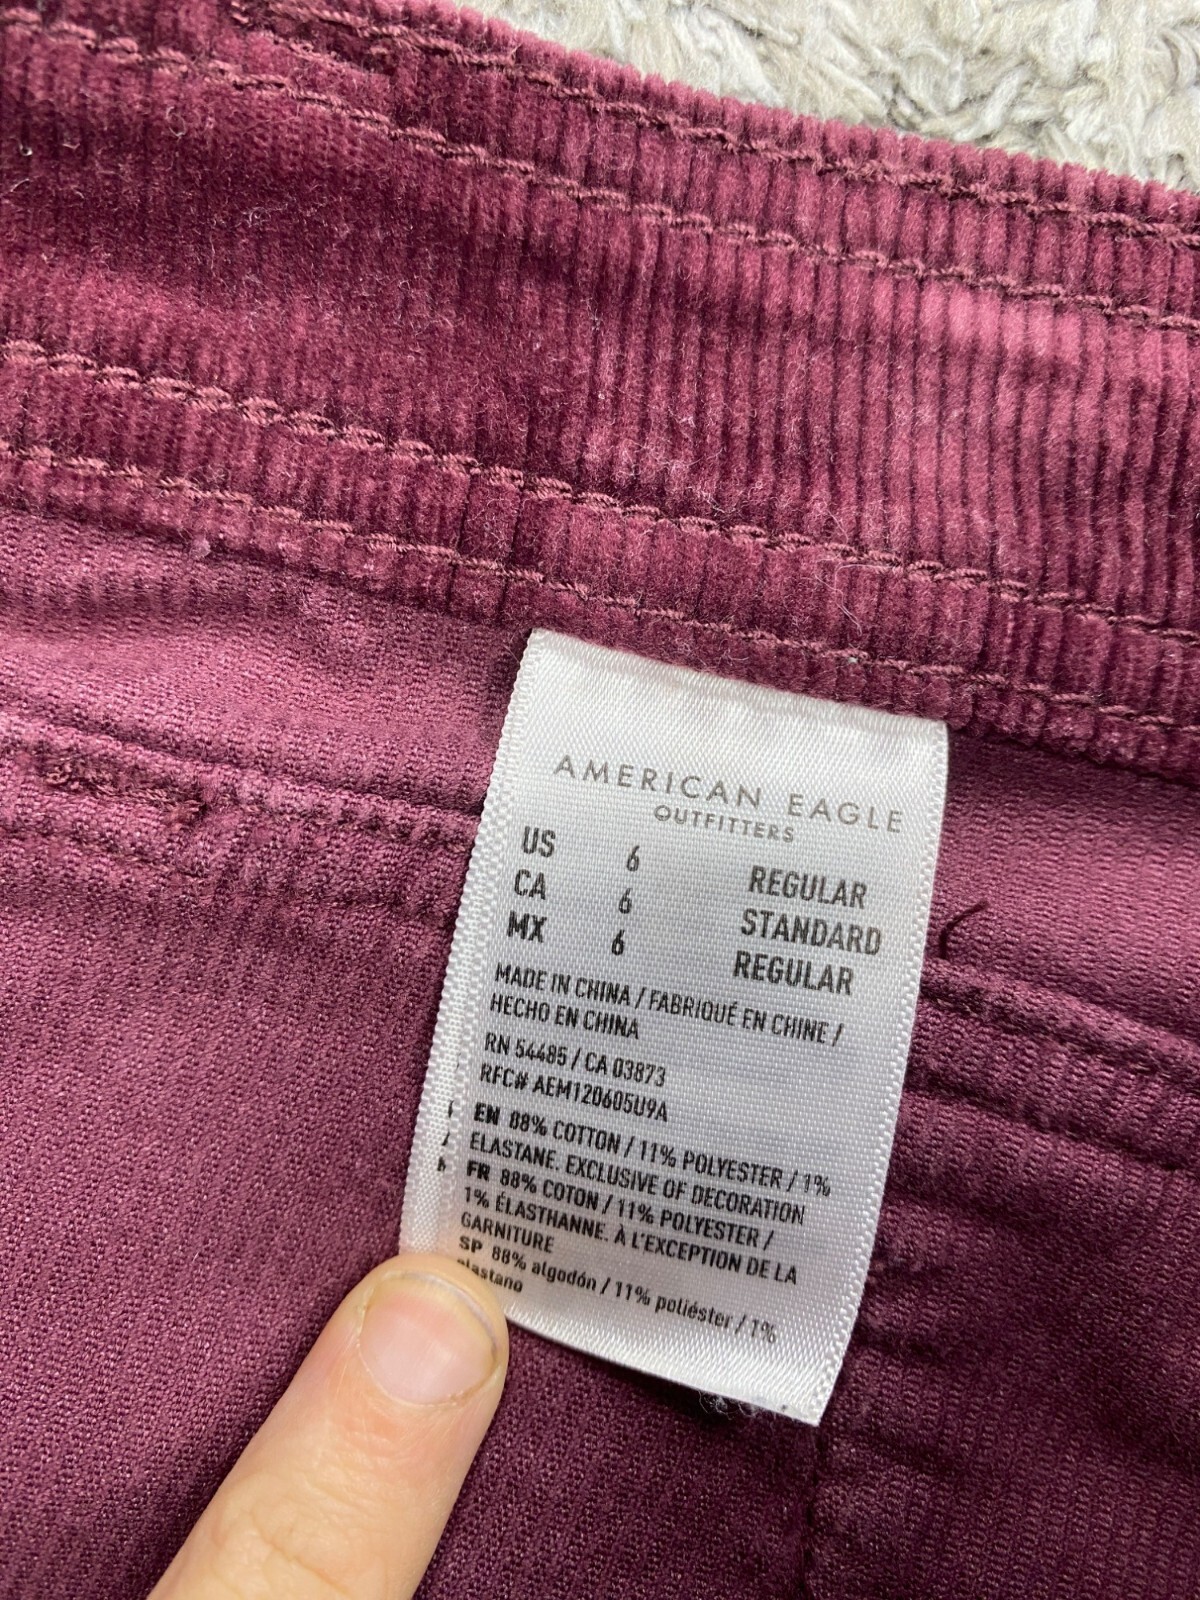 AMERICAN EAGLE
OUTFITTERS
US 6 REGULAR
CA 6 STANDARD
MX 6 REGULAR
MADE IN CHINA / FABRIQUÉ EN CHINE /
HECHO EN CHINA
RN 54485 / CA 03873
RFC# AEM120605U9A
EN 88% COTTON / 11% POLYESTER / 1%
ELASTANE. EXCLUSIVE OF DECORATION
FR 88% COTON / 11% POLYESTER /
1% ÉLASTHANNE. À L'EXCEPTION DE LA
GARNITURE
SP 88% algodón / 11% poliéster / 1%
elastano